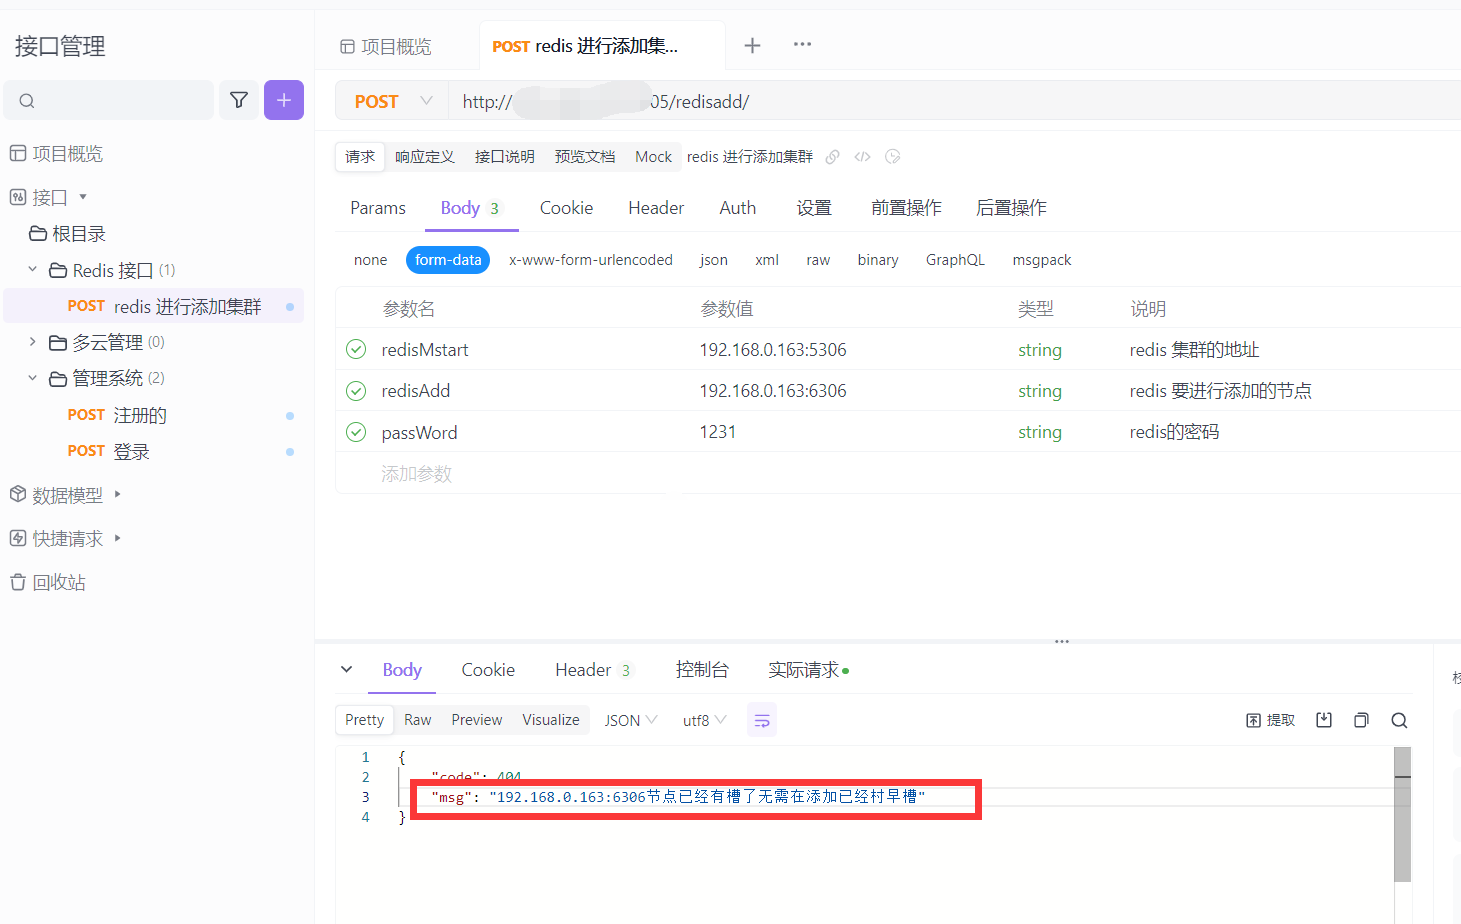 接口管理
项目概览
POST redis 进行添加集...
POST
http://
05/redisadd/
请求 响应定义 接口说明 预览文档 Mock redis 进行添加集群
项目概览
接口
根目录
Redis 接口 (1)
POST redis 进行添加集群
多云管理 (0)
管理系统 (2)
POST 注册的
POST 登录
数据模型
快捷请求
回收站
Params Body 3 Cookie Header Auth 设置 前置操作 后置操作
none form-data x-www-form-urlencoded json xml raw binary GraphQL msgpack
参数名 参数值 类型 说明
redisMstart 192.168.0.163:5306 string redis 集群的地址
redisAdd 192.168.0.163:6306 string redis 要进行添加的节点
passWord 1231 string redis的密码
添加参数
Body Cookie Header 3 控制台 实际请求
Pretty Raw Preview Visualize JSON utf8 提取
1 {
2 "code": 404
3 "msg": "192.168.0.163:6306节点已经有槽了无需在添加已经村早槽"
4 }